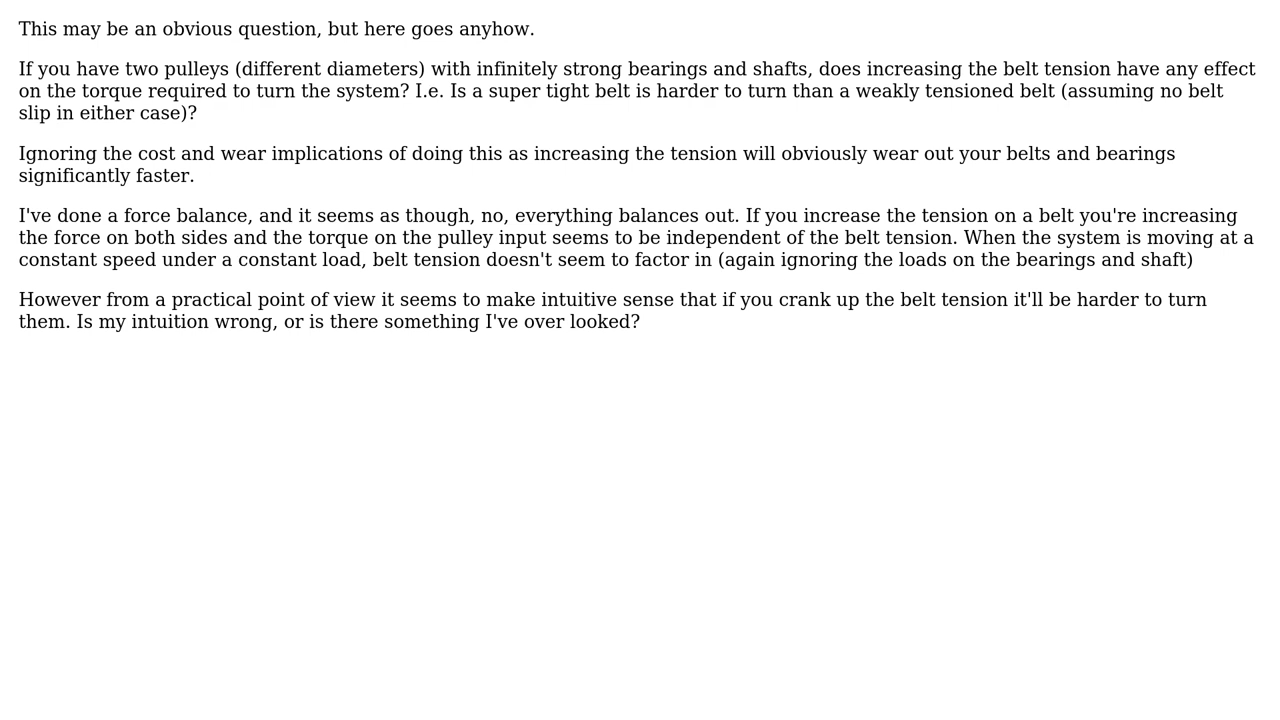 This may be an obvious question, but here goes anyhow.
If you have two pulleys (different diameters) with infinitely strong bearings and shafts, does increasing the belt tension have any effect
on the torque required to turn the system? I.e. Is a super tight belt is harder to turn than a weakly tensioned belt (assuming no belt
slip in either case)?
Ignoring the cost and wear implications of doing this as increasing the tension will obviously wear out your belts and bearings
significantly faster.
I've done a force balance, and it seems as though, no, everything balances out. If you increase the tension on a belt you're increasing
the force on both sides and the torque on the pulley input seems to be independent of the belt tension. When the system is moving at a
constant speed under a constant load, belt tension doesn't seem to factor in (again ignoring the loads on the bearings and shaft)
However from a practical point of view it seems to make intuitive sense that if you crank up the belt tension it'll be harder to turn
them. Is my intuition wrong, or is there something I've over looked?